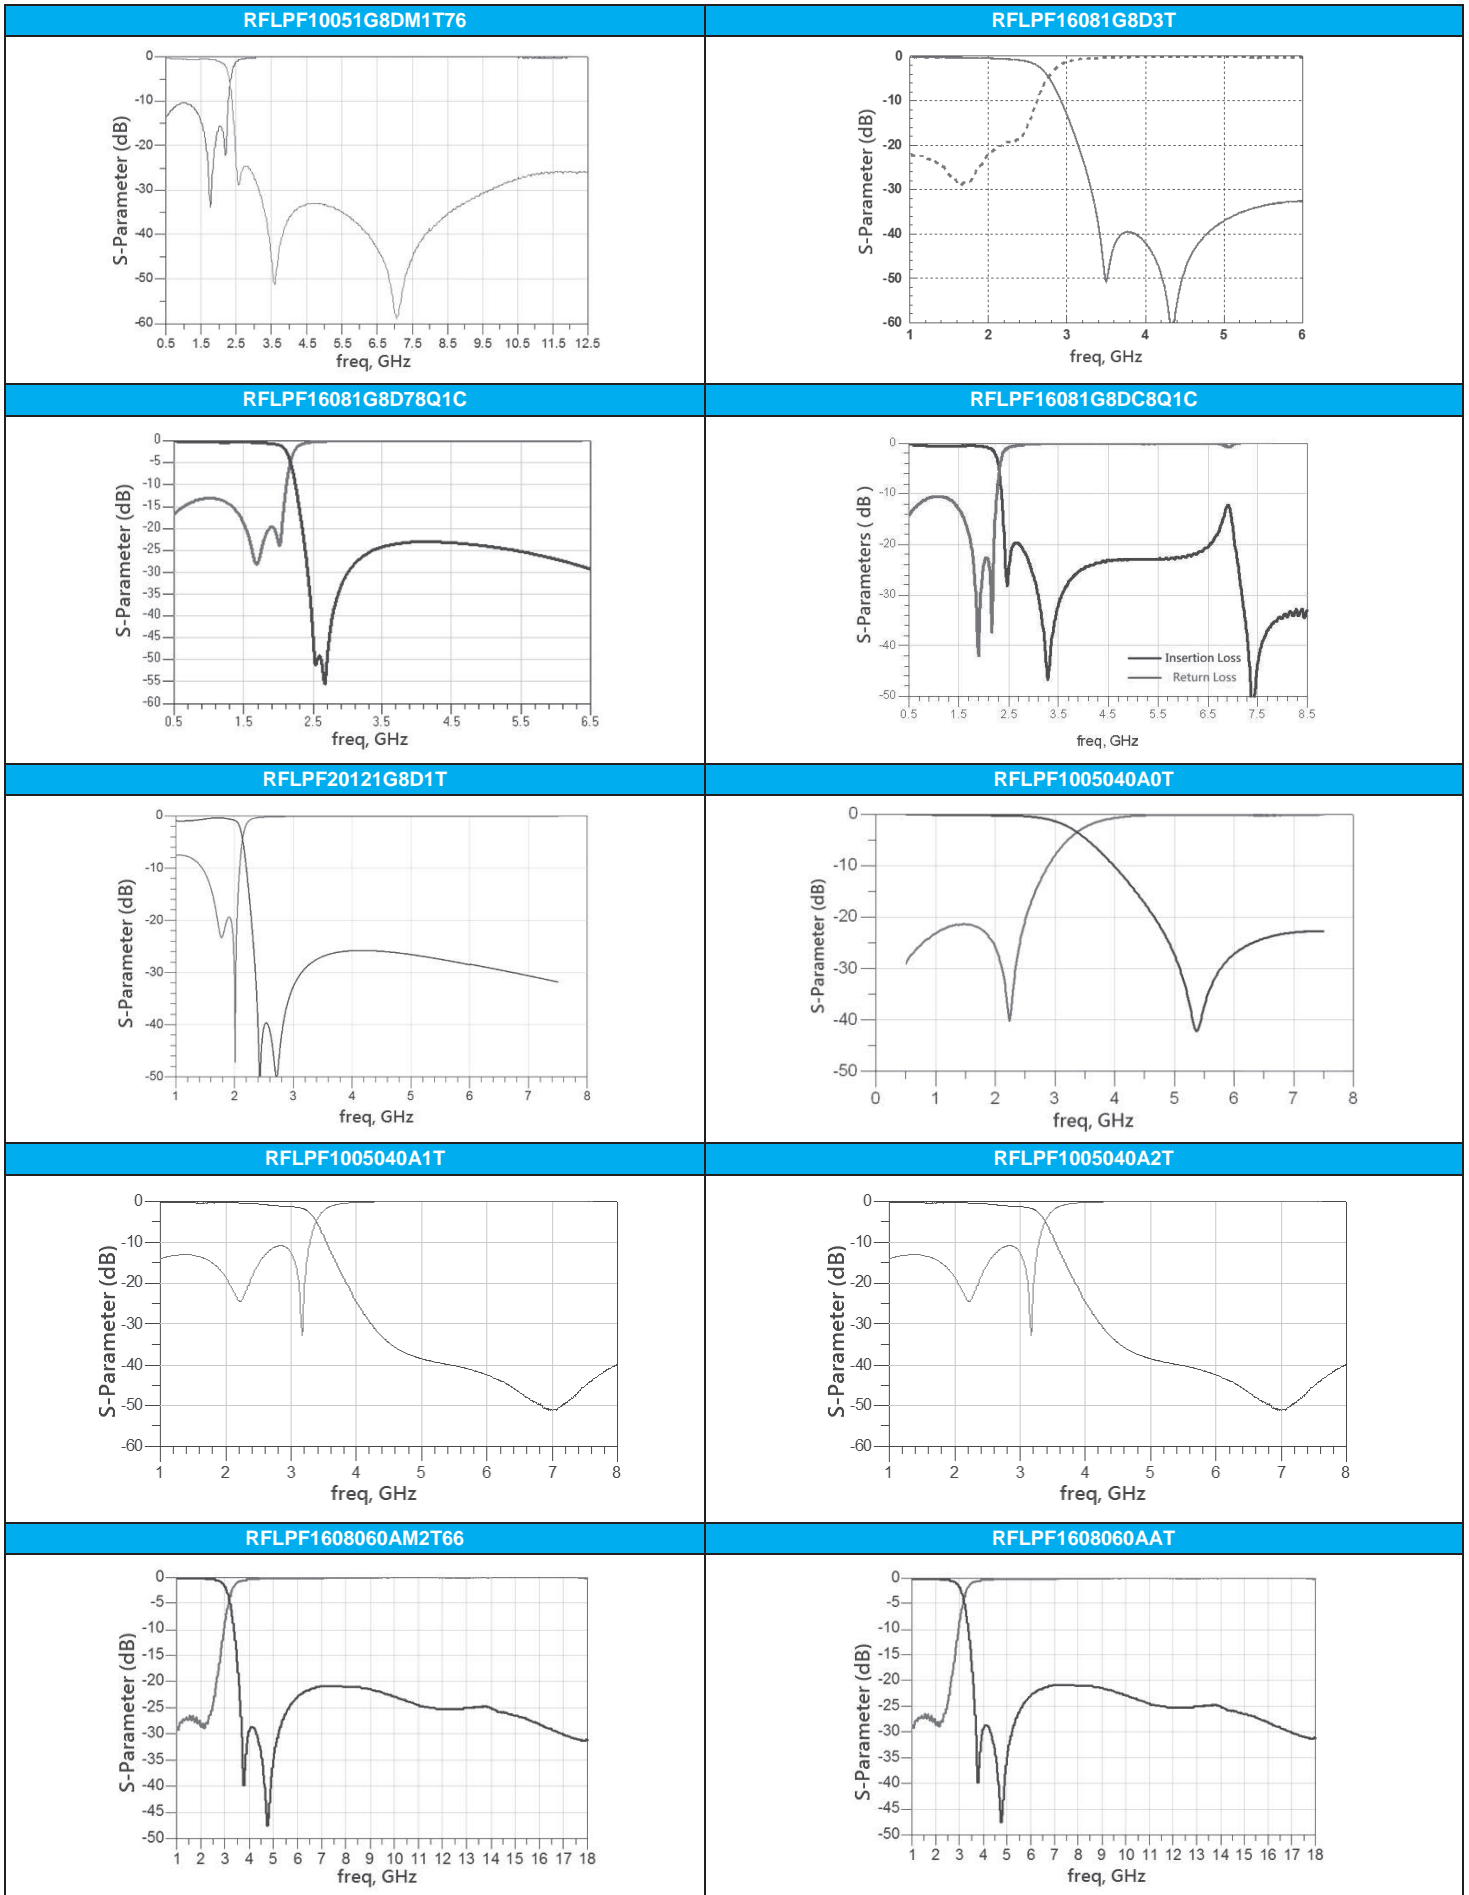 RFLPF10051G8DM1T76
RFLPF16081G8D3T
S-Parameter (dB)
0
-10
-20
-30
-40
-50
-60
0.5 1.5 2.5 3.5 4.5 5.5 6.5 7.5 8.5 9.5 10.5 11.5 12.5
freq, GHz
S-Parameter (dB)
0
-10
-20
-30
-40
-50
-60
1 2 3 4 5 6
freq, GHz
RFLPF16081G8D78Q1C
RFLPF16081G8DC8Q1C
S-Parameter (dB)
0
-5
-10
-15
-20
-25
-30
-35
-40
-45
-50
-55
-60
0.5 1.5 2.5 3.5 4.5 5.5 6.5
freq, GHz
S-Parameters ( dB )
0
-10
-20
-30
-40
-50
Insertion Loss
Return Loss
0.5 1.5 2.5 3.5 4.5 5.5 6.5 7.5 8.5
freq, GHz
RFLPF20121G8D1T
RFLPF1005040A0T
S-Parameter (dB)
0
-10
-20
-30
-40
-50
1 2 3 4 5 6 7 8
freq, GHz
S-Parameter (dB)
0
-10
-20
-30
-40
-50
0 1 2 3 4 5 6 7 8
freq, GHz
RFLPF1005040A1T
RFLPF1005040A2T
S-Parameter (dB)
0
-10
-20
-30
-40
-50
-60
1 2 3 4 5 6 7 8
freq, GHz
S-Parameter (dB)
0
-10
-20
-30
-40
-50
-60
1 2 3 4 5 6 7 8
freq, GHz
RFLPF1608060AM2T66
RFLPF1608060AAT
S-Parameter (dB)
0
-5
-10
-15
-20
-25
-30
-35
-40
-45
-50
1 2 3 4 5 6 7 8 9 10 11 12 13 14 15 16 17 18
freq, GHz
S-Parameter (dB)
0
-5
-10
-15
-20
-25
-30
-35
-40
-45
-50
1 2 3 4 5 6 7 8 9 10 11 12 13 14 15 16 17 18
freq, GHz